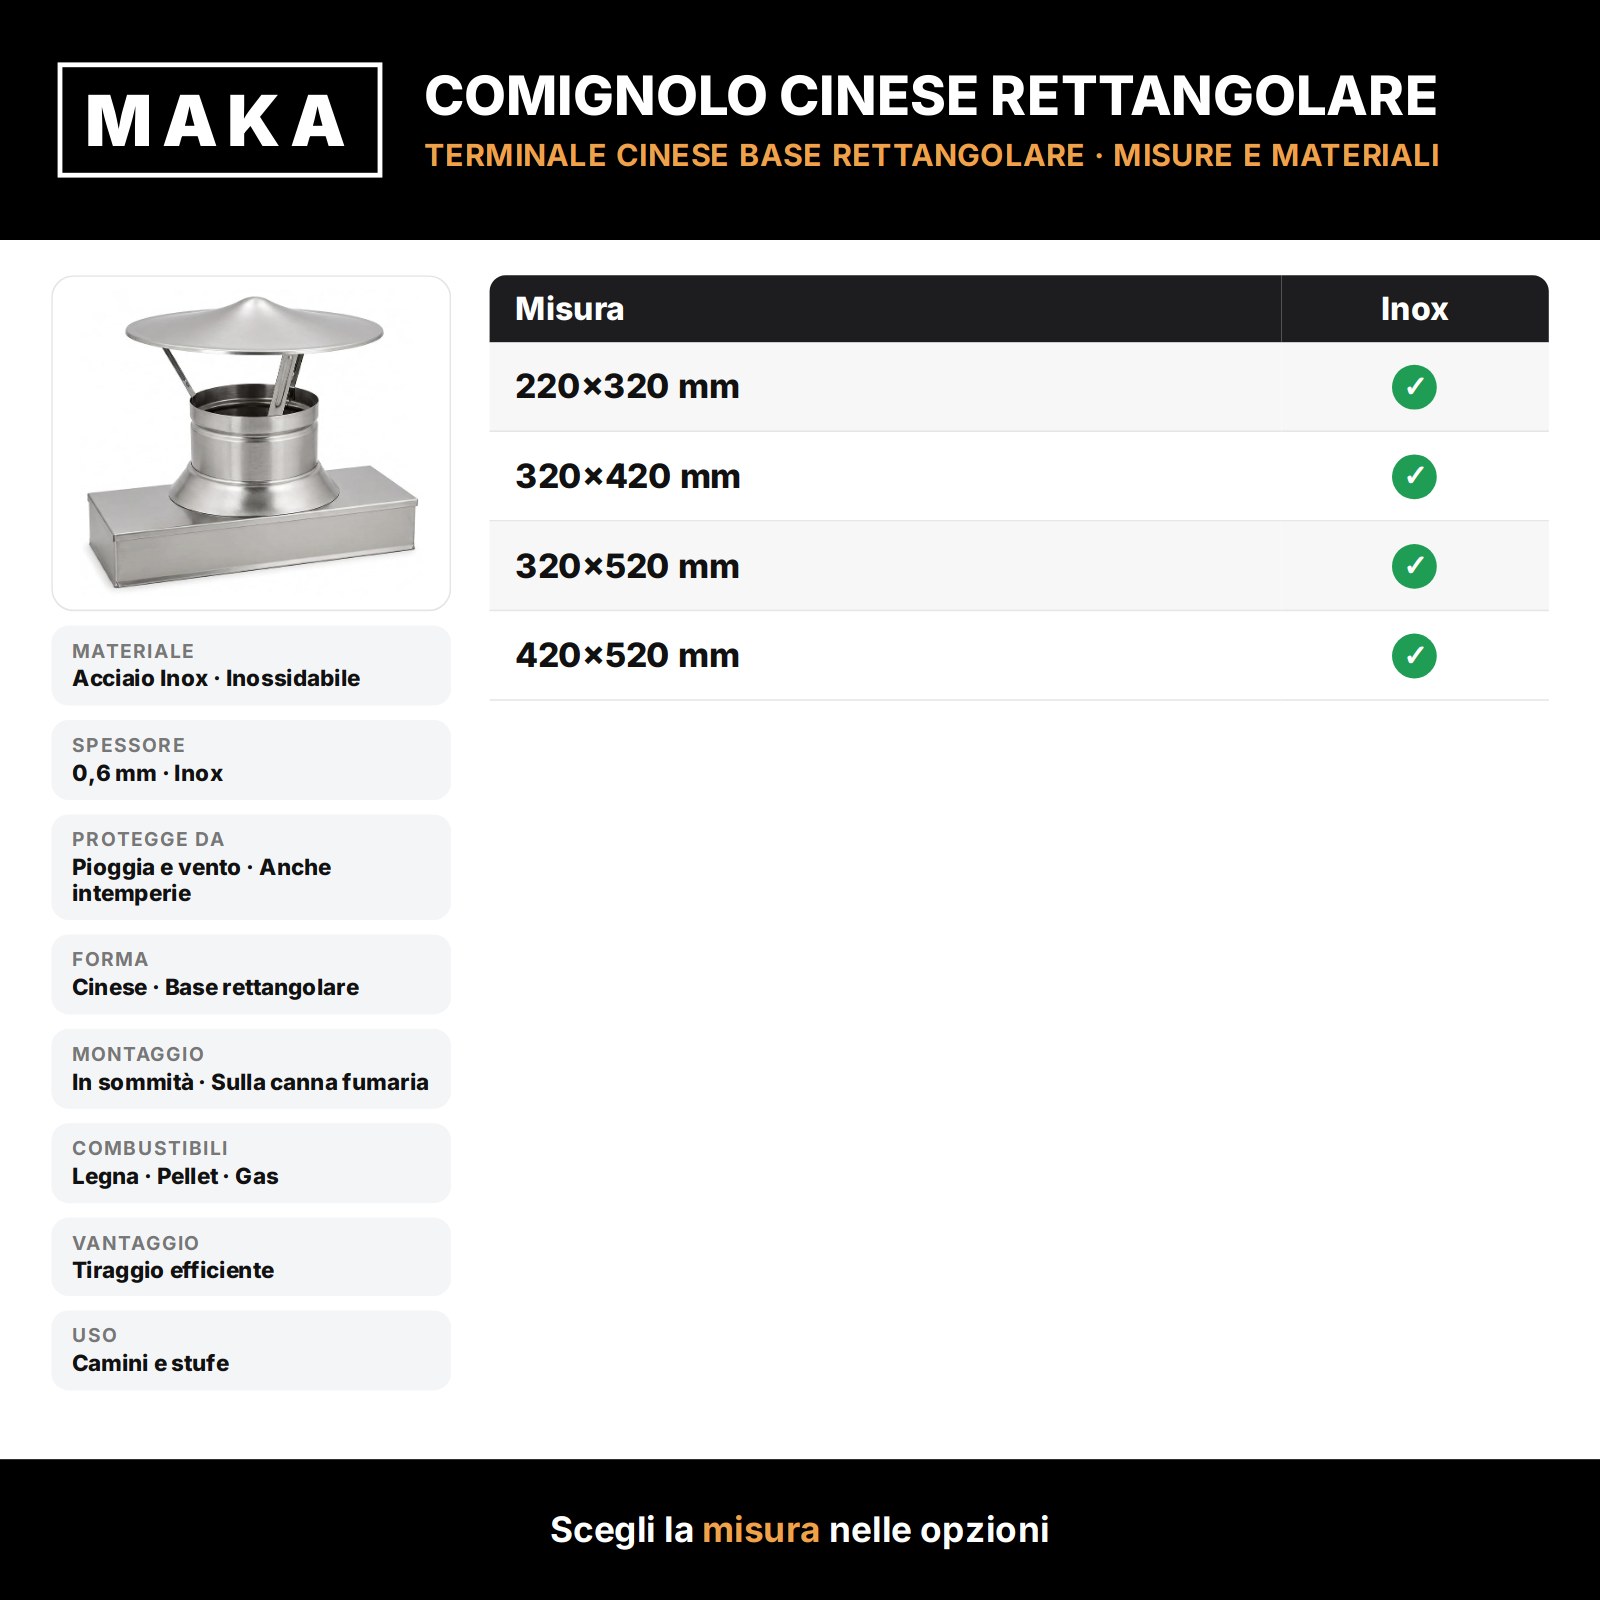 MAKA
COMIGNOLO CINESE RETTANGOLARE
TERMINALE CINESE BASE RETTANGOLARE · MISURE E MATERIALI
MATERIALE
Acciaio Inox · Inossidabile
SPESSORE
0,6 mm · Inox
PROTEGGE DA
Pioggia e vento · Anche
intemperie
FORMA
Cinese · Base rettangolare
MONTAGGIO
In sommità · Sulla canna fumaria
COMBUSTIBILI
Legna · Pellet · Gas
VANTAGGIO
Tiraggio efficiente
USO
Camini e stufe
Misura Inox
220×320 mm ✓
320×420 mm ✓
320×520 mm ✓
420×520 mm ✓
Scegli la misura nelle opzioni